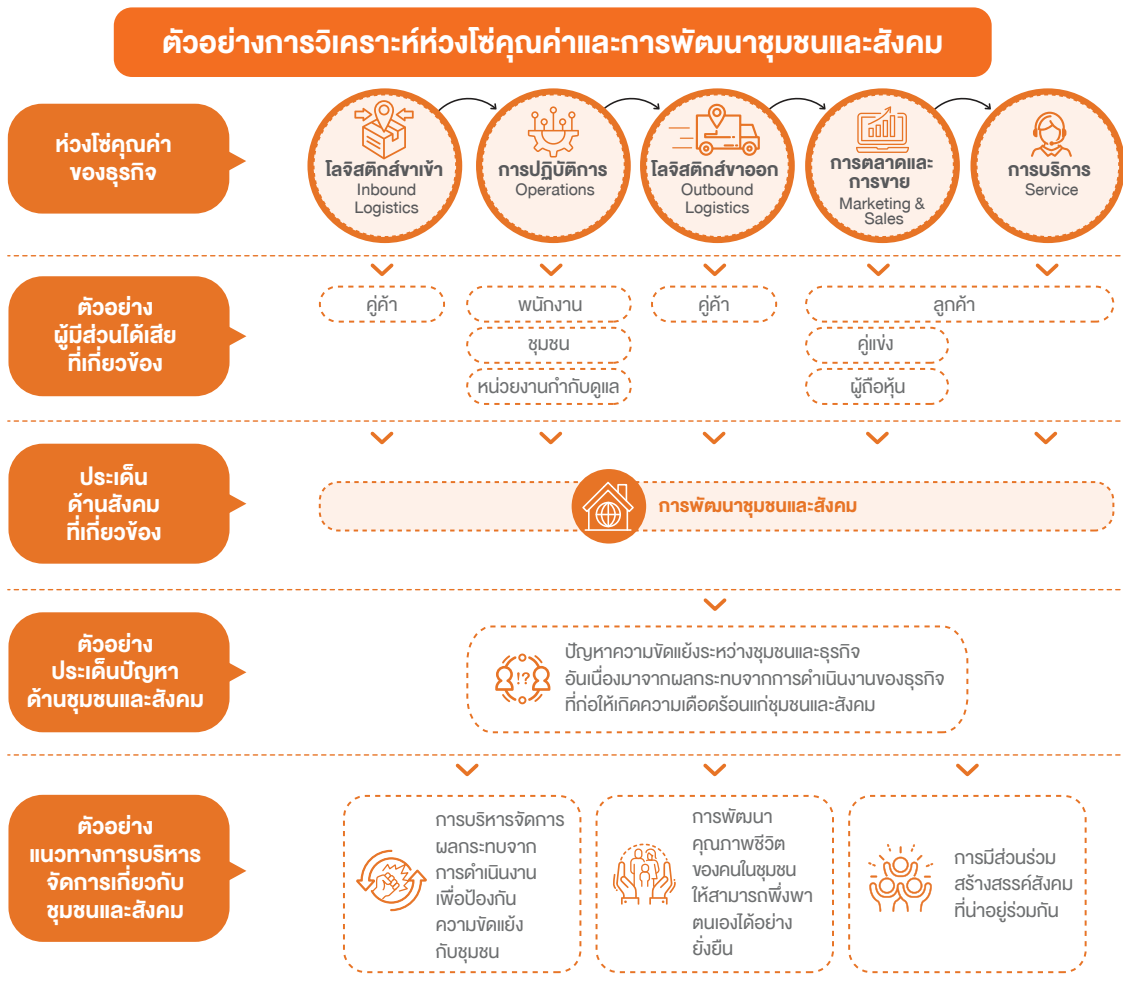 ตัวอย่างการวิเคราะห์ห่วงโซ่คุณค่าและการพัฒนาชุมชนและสังคม
ห่วงโซ่คุณค่า
ของธุรกิจ
โลจิสติกส์ขาเข้า
Inbound
Logistics
การปฏิบัติการ
Operations
โลจิสติกส์ขาออก
Outbound
Logistics
การตลาดและ
การขาย
Marketing &
Sales
การบริการ
Service
ตัวอย่าง
ผู้มีส่วนได้เสีย
ที่เกี่ยวข้อง
คู่ค้า
พนักงาน
ชุมชน
หน่วยงานกำกับดูแล
คู่ค้า
ลูกค้า
คู่แข่ง
ผู้ถือหุ้น
ประเด็น
ด้านสังคม
ที่เกี่ยวข้อง
การพัฒนาชุมชนและสังคม
ตัวอย่าง
ประเด็นปัญหา
ด้านชุมชนและสังคม
!?
ปัญหาความขัดแย้งระหว่างชุมชนและธุรกิจ
อันเนื่องมาจากผลกระทบจากการดำเนินงานของธุรกิจ
ที่ก่อให้เกิดความเดือดร้อนแก่ชุมชนและสังคม
ตัวอย่าง
แนวทางการบริหาร
จัดการเกี่ยวกับ
ชุมชนและสังคม
การบริหารจัดการ
ผลกระทบจาก
การดำเนินงาน
เพื่อป้องกัน
ความขัดแย้ง
กับชุมชน
การพัฒนา
คุณภาพชีวิต
ของคนในชุมชน
ให้สามารถพึ่งพา
ตนเองได้อย่าง
ยั่งยืน
การมีส่วนร่วม
สร้างสรรค์สังคม
ที่น่าอยู่ร่วมกัน